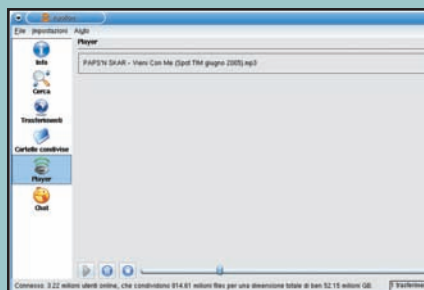 File Impostazioni Aiuto
Player
Info
PAPS'N SKAR - Vieni Con Me (Spot TIM giugno 2005).mp3
Cerca
Trasferimenti
Cartelle condivise
Player
Chat
Connesso. 3.22 milioni utenti online, che condividono 814.81 milioni files per una dimensione totale di ben 52.15 milioni GB.